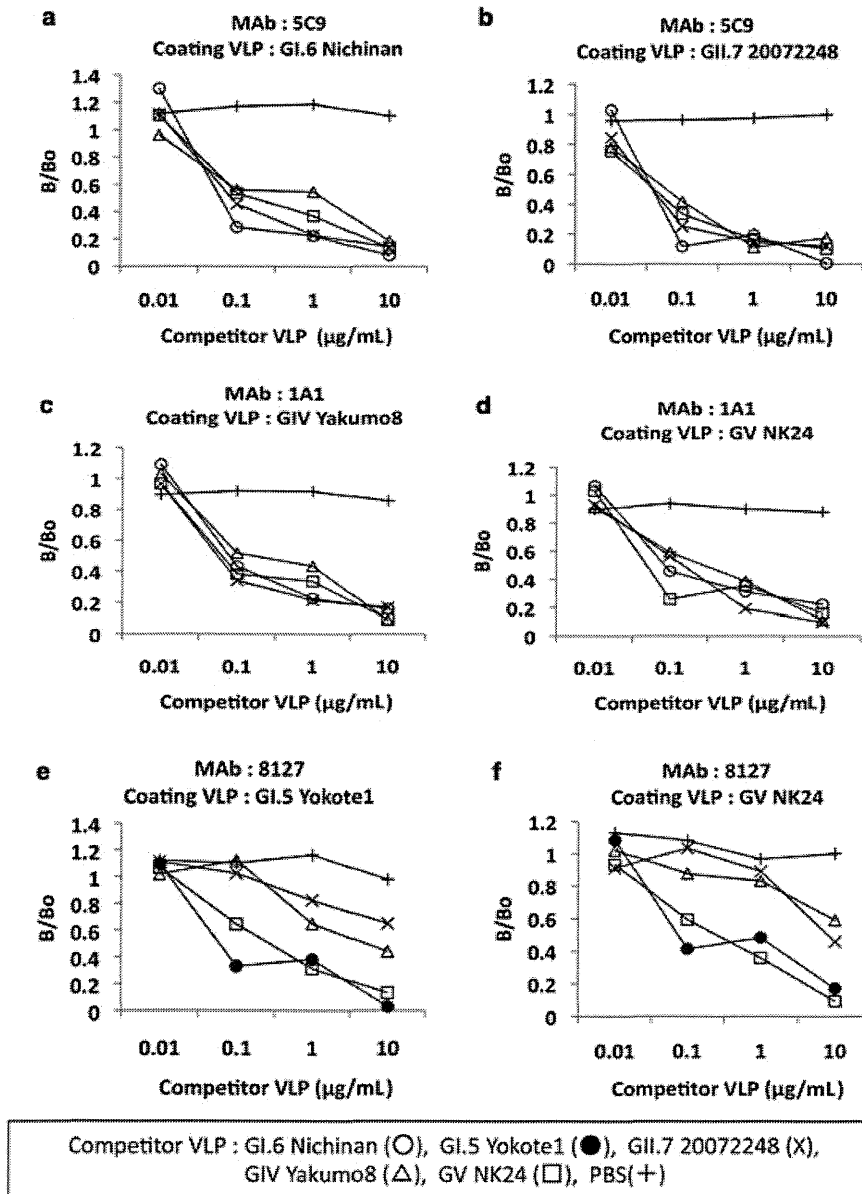 a
MAb : 5C9
Coating VLP : GI.6 Nichinan
1.4
1.2
1
0.8
0.6
0.4
0.2
0
B/Bo
0.01 0.1 1 10
Competitor VLP (µg/mL)
b
MAb : 5C9
Coating VLP : GII.7 20072248
1.2
1
0.8
0.6
0.4
0.2
0
B/Bo
0.01 0.1 1 10
Competitor VLP (µg/mL)
c
MAb : 1A1
Coating VLP : GIV Yakumo8
1.2
1
0.8
0.6
0.4
0.2
0
B/Bo
0.01 0.1 1 10
Competitor VLP (µg/mL)
d
MAb : 1A1
Coating VLP : GV NK24
1.2
1
0.8
0.6
0.4
0.2
0
B/Bo
0.01 0.1 1 10
Competitor VLP (µg/mL)
e
MAb : 8127
Coating VLP : GI.5 Yokote1
1.4
1.2
1
0.8
0.6
0.4
0.2
0
B/Bo
0.01 0.1 1 10
Competitor VLP (µg/mL)
f
MAb : 8127
Coating VLP : GV NK24
1.2
1
0.8
0.6
0.4
0.2
0
B/Bo
0.01 0.1 1 10
Competitor VLP (µg/mL)
Competitor VLP : GI.6 Nichinan (○), GI.5 Yokote1 (●), GII.7 20072248 (X),
GIV Yakumo8 (△), GV NK24 (□), PBS(+)